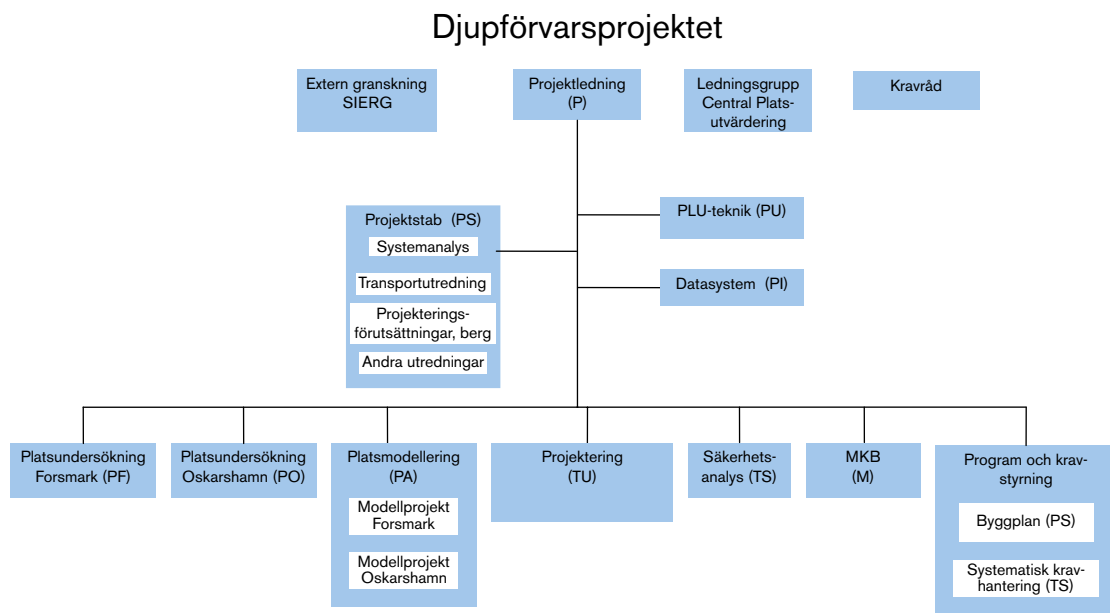 Djupförvarsprojektet
Extern granskning
SIERG
Projektledning
(P)
Ledningsgrupp
Central Plats-
utvärdering
Kravråd
Projektstab (PS)
Systemanalys
Transportutredning
Projekterings-
förutsättningar, berg
Andra utredningar
PLU-teknik (PU)
Datasystem (PI)
Platsundersökning
Forsmark (PF)
Platsundersökning
Oskarshamn (PO)
Platsmodellering
(PA)
Modellprojekt
Forsmark
Modellprojekt
Oskarshamn
Projektering
(TU)
Säkerhets-
analys (TS)
MKB
(M)
Program och krav-
styrning
Byggplan (PS)
Systematisk krav-
hantering (TS)